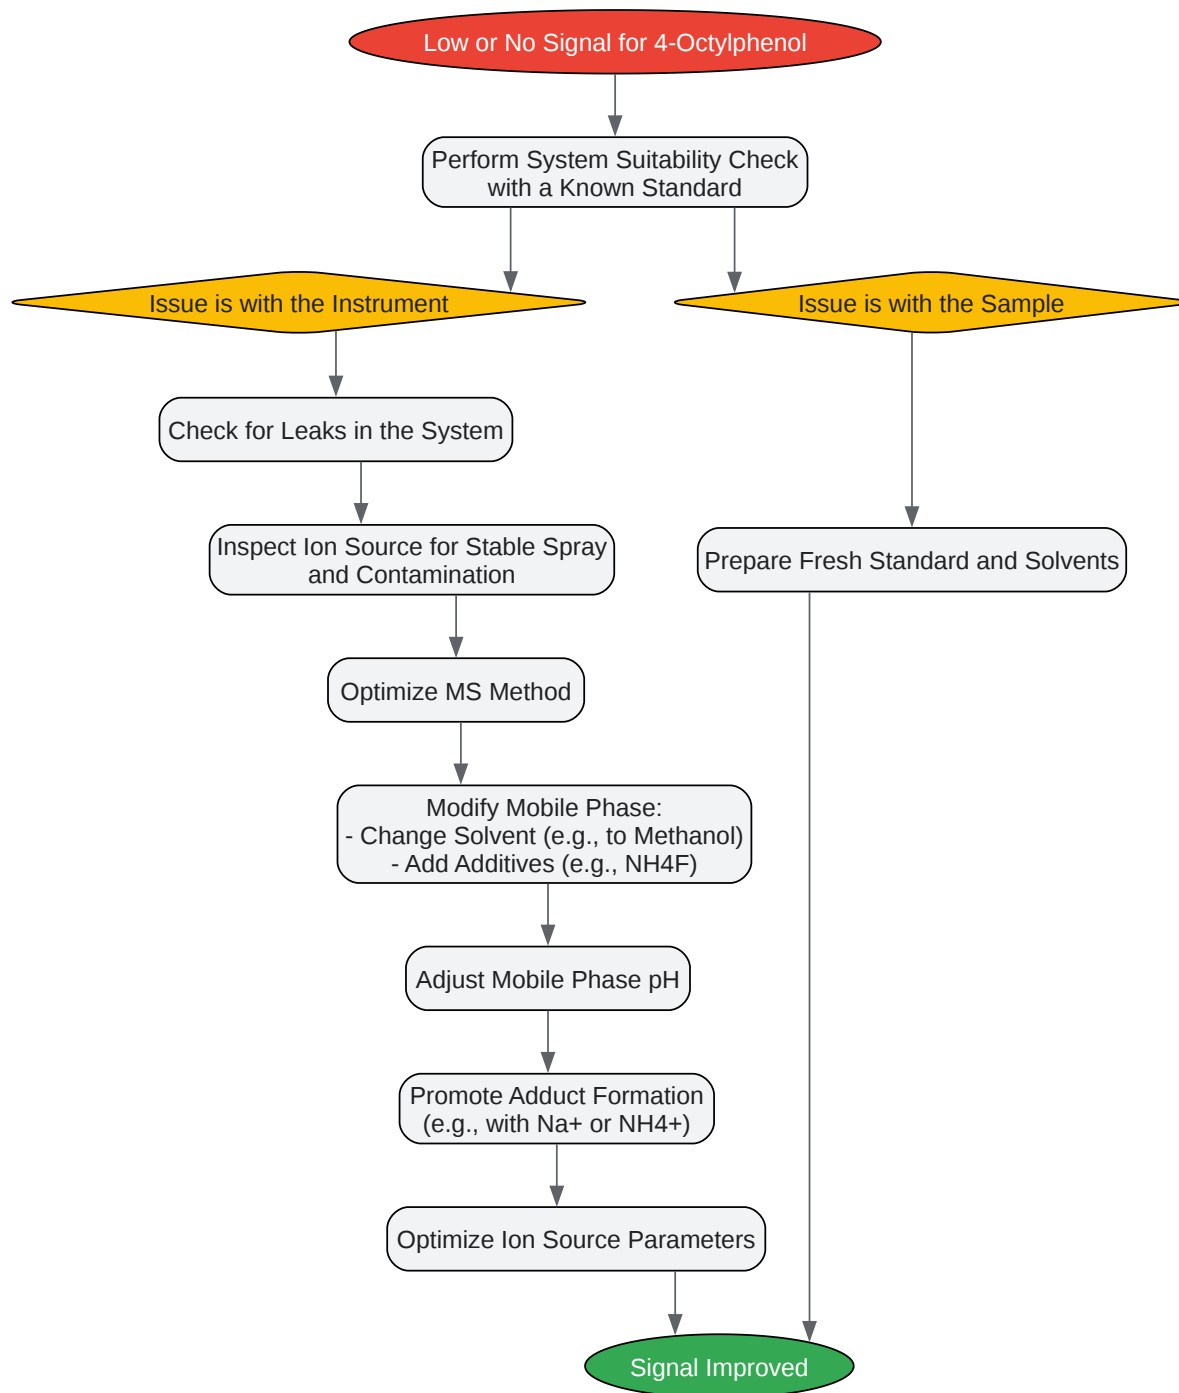 Low or No Signal for 4-Octylphenol
Perform System Suitability Check
with a Known Standard
Issue is with the Instrument
Issue is with the Sample
Check for Leaks in the System
Inspect Ion Source for Stable Spray
and Contamination
Prepare Fresh Standard and Solvents
Optimize MS Method
Modify Mobile Phase:
- Change Solvent (e.g., to Methanol)
- Add Additives (e.g., NH4F)
Adjust Mobile Phase pH
Promote Adduct Formation
(e.g., with Na+ or NH4+)
Optimize Ion Source Parameters
Signal Improved